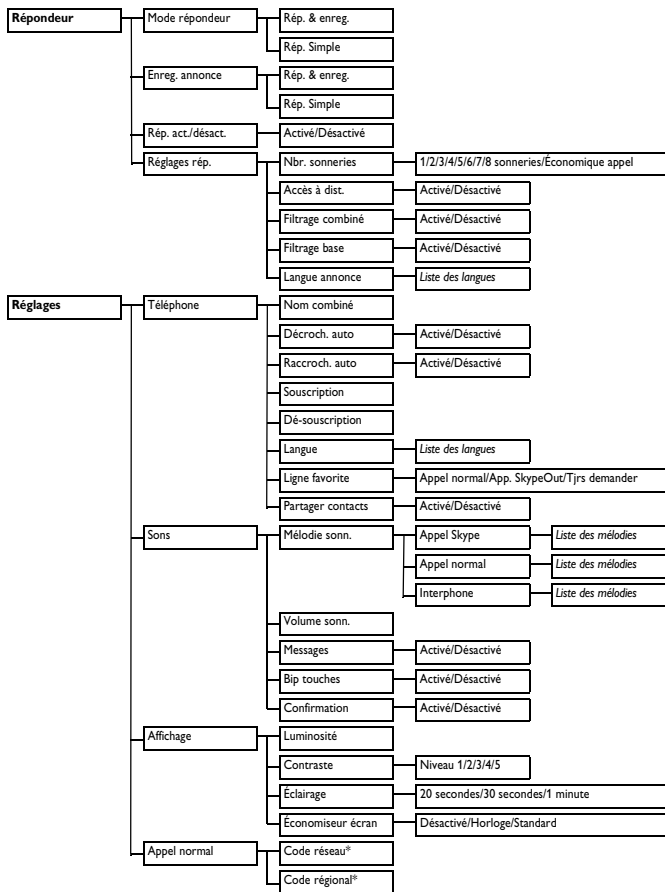 Répondeur Mode répondeur Rép. & enreg.
Rép. Simple
Enreg. annonce Rép. & enreg.
Rép. Simple
Rép. act./désact. Activé/Désactivé
Réglages rép. Nbr. sonneries 1/2/3/4/5/6/7/8 sonneries/Économique appel
Accès à dist. Activé/Désactivé
Filtrage combiné Activé/Désactivé
Filtrage base Activé/Désactivé
Langue annonce Liste des langues
Réglages Téléphone Nom combiné
Décroch. auto Activé/Désactivé
Raccroch. auto Activé/Désactivé
Souscription
Dé-souscription
Langue Liste des langues
Ligne favorite Appel normal/App. SkypeOut/Tjrs demander
Partager contacts Activé/Désactivé
Sons Mélodie sonn. Appel Skype Liste des mélodies
Appel normal Liste des mélodies
Interphone Liste des mélodies
Volume sonn.
Messages Activé/Désactivé
Bip touches Activé/Désactivé
Confirmation Activé/Désactivé
Affichage Luminosité
Contraste Niveau 1/2/3/4/5
Éclairage 20 secondes/30 secondes/1 minute
Économiseur écran Désactivé/Horloge/Standard
Appel normal Code réseau*
Code régional*